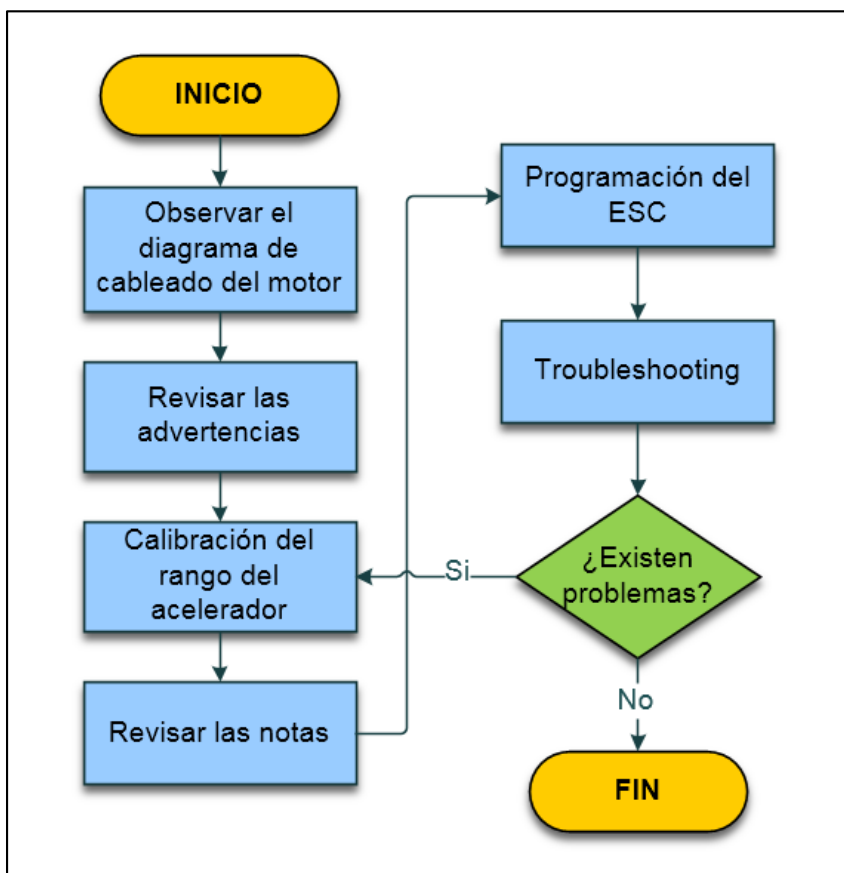 INICIO
Observar el
diagrama de
cableado del motor
Revisar las
advertencias
Calibración del
rango del
acelerador
Revisar las notas
Programación del
ESC
Troubleshooting
¿Existen
problemas?
Si
No
FIN